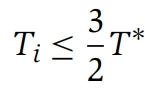 T_i ≤ \frac{3}{2} T^*